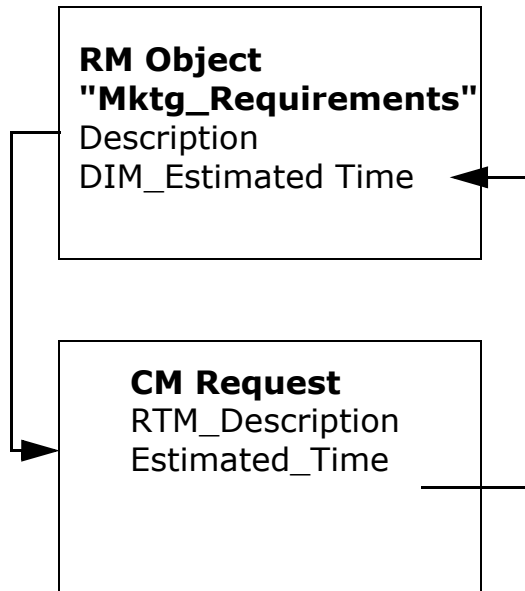 RM Object
"Mktg_Requirements"
Description
DIM_Estimated Time
CM Request
RTM_Description
Estimated_Time